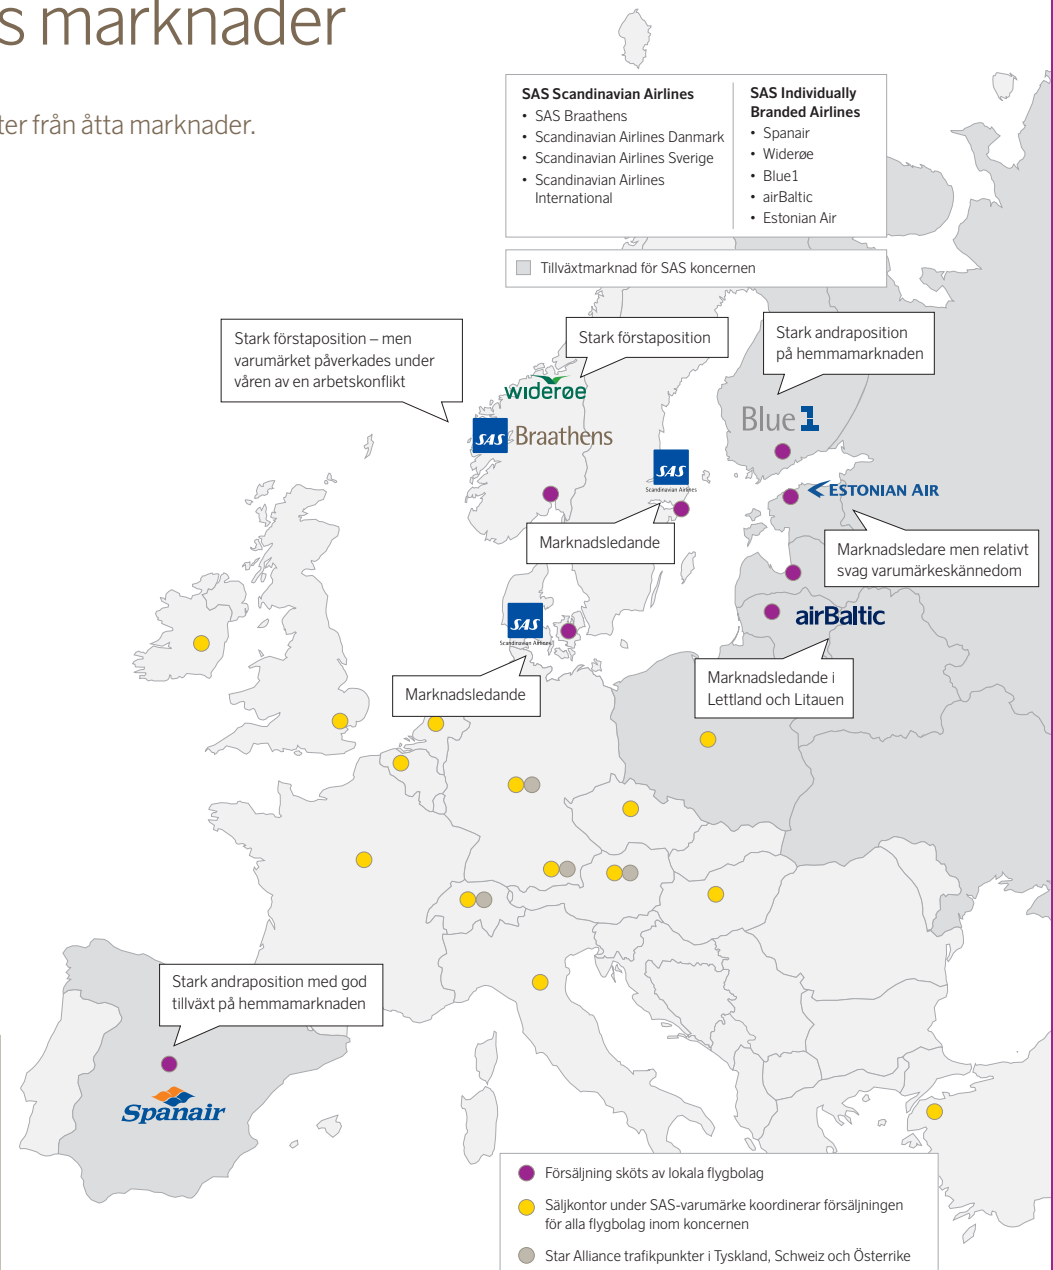 s marknader
ter från åtta marknader.
SAS Scandinavian Airlines
• SAS Braathens
• Scandinavian Airlines Danmark
• Scandinavian Airlines Sverige
• Scandinavian Airlines
International
SAS Individually
Branded Airlines
• Spanair
• Widerøe
• Blue1
• airBaltic
• Estonian Air
Tillväxtmarknad för SAS koncernen
Stark förstaposition – men
varumärket påverkades under
våren av en arbetskonflikt
Stark förstaposition
Stark andraposition
på hemmamarknaden
widerøe
SAS Braathens
Blue1
SAS
Scandinavian Airlines
ESTONIAN AIR
Marknadsledande
Marknadsledare men relativt
svag varumärkeskännedom
SAS
Scandinavian Airlines
airBaltic
Marknadsledande
Marknadsledande i
Lettland och Litauen
Stark andraposition med god
tillväxt på hemmamarknaden
Spanair
Försäljning sköts av lokala flygbolag
Säljkontor under SAS-varumärke koordinerar försäljningen
för alla flygbolag inom koncernen
Star Alliance trafikpunkter i Tyskland, Schweiz och Österrike